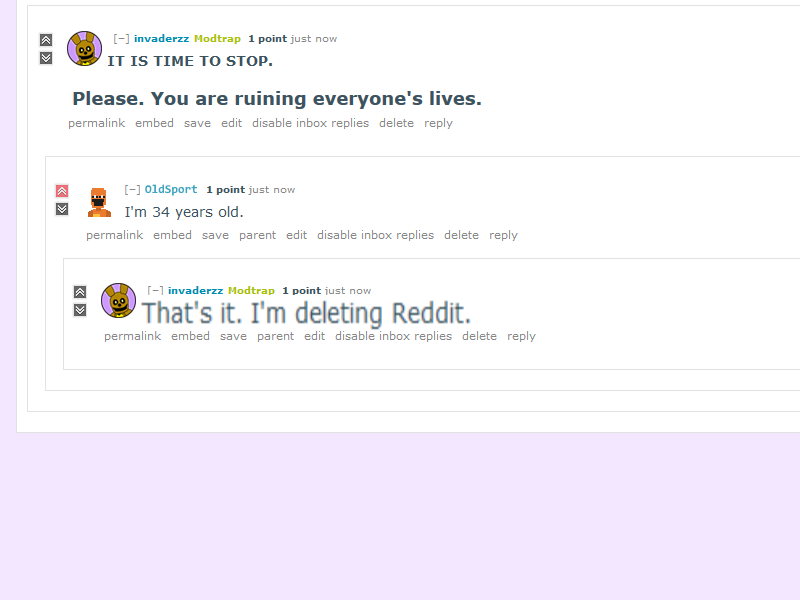 [−] invaderzz Modtrap 1 point just now
IT IS TIME TO STOP.
Please. You are ruining everyone's lives.
permalink embed save edit disable inbox replies delete reply
[−] OldSport 1 point just now
I'm 34 years old.
permalink embed save parent edit disable inbox replies delete reply
[−] invaderzz Modtrap 1 point just now
That's it. I'm deleting Reddit.
permalink embed save parent edit disable inbox replies delete reply